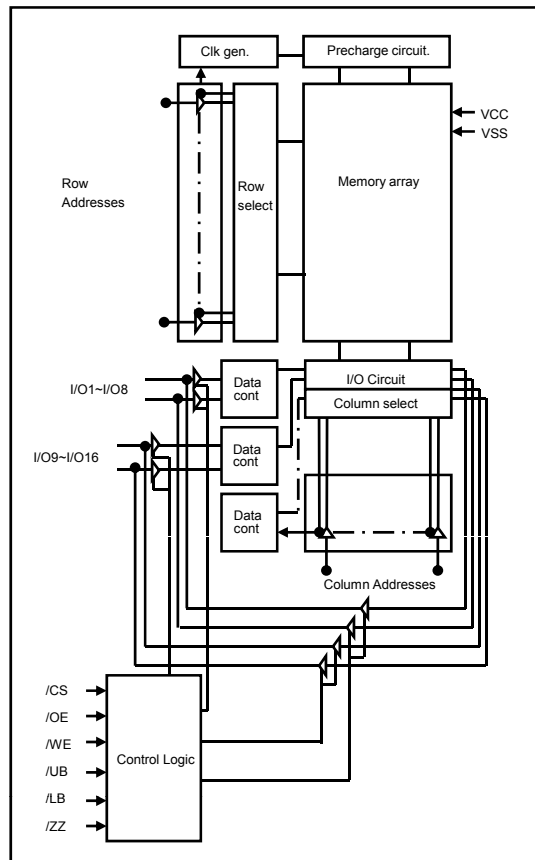 Clk gen.
Precharge circuit.
VCC
VSS
Row
Addresses
Row
select
Memory array
I/O1~I/O8
Data
cont
I/O Circuit
Column select
I/O9~I/O16
Data
cont
Data
cont
Column Addresses
/CS
/OE
/WE
/UB
/LB
/ZZ
Control Logic